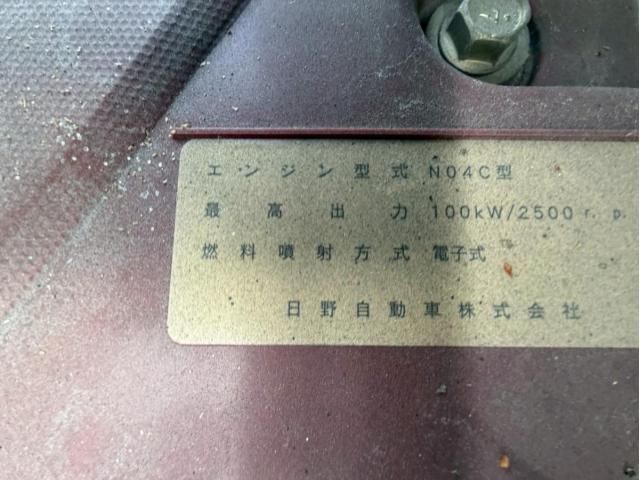 エンジン型式 N04C型
最高出力 100kW/2500 r. p.
燃料噴射方式 電子式
日野自動車株式会社